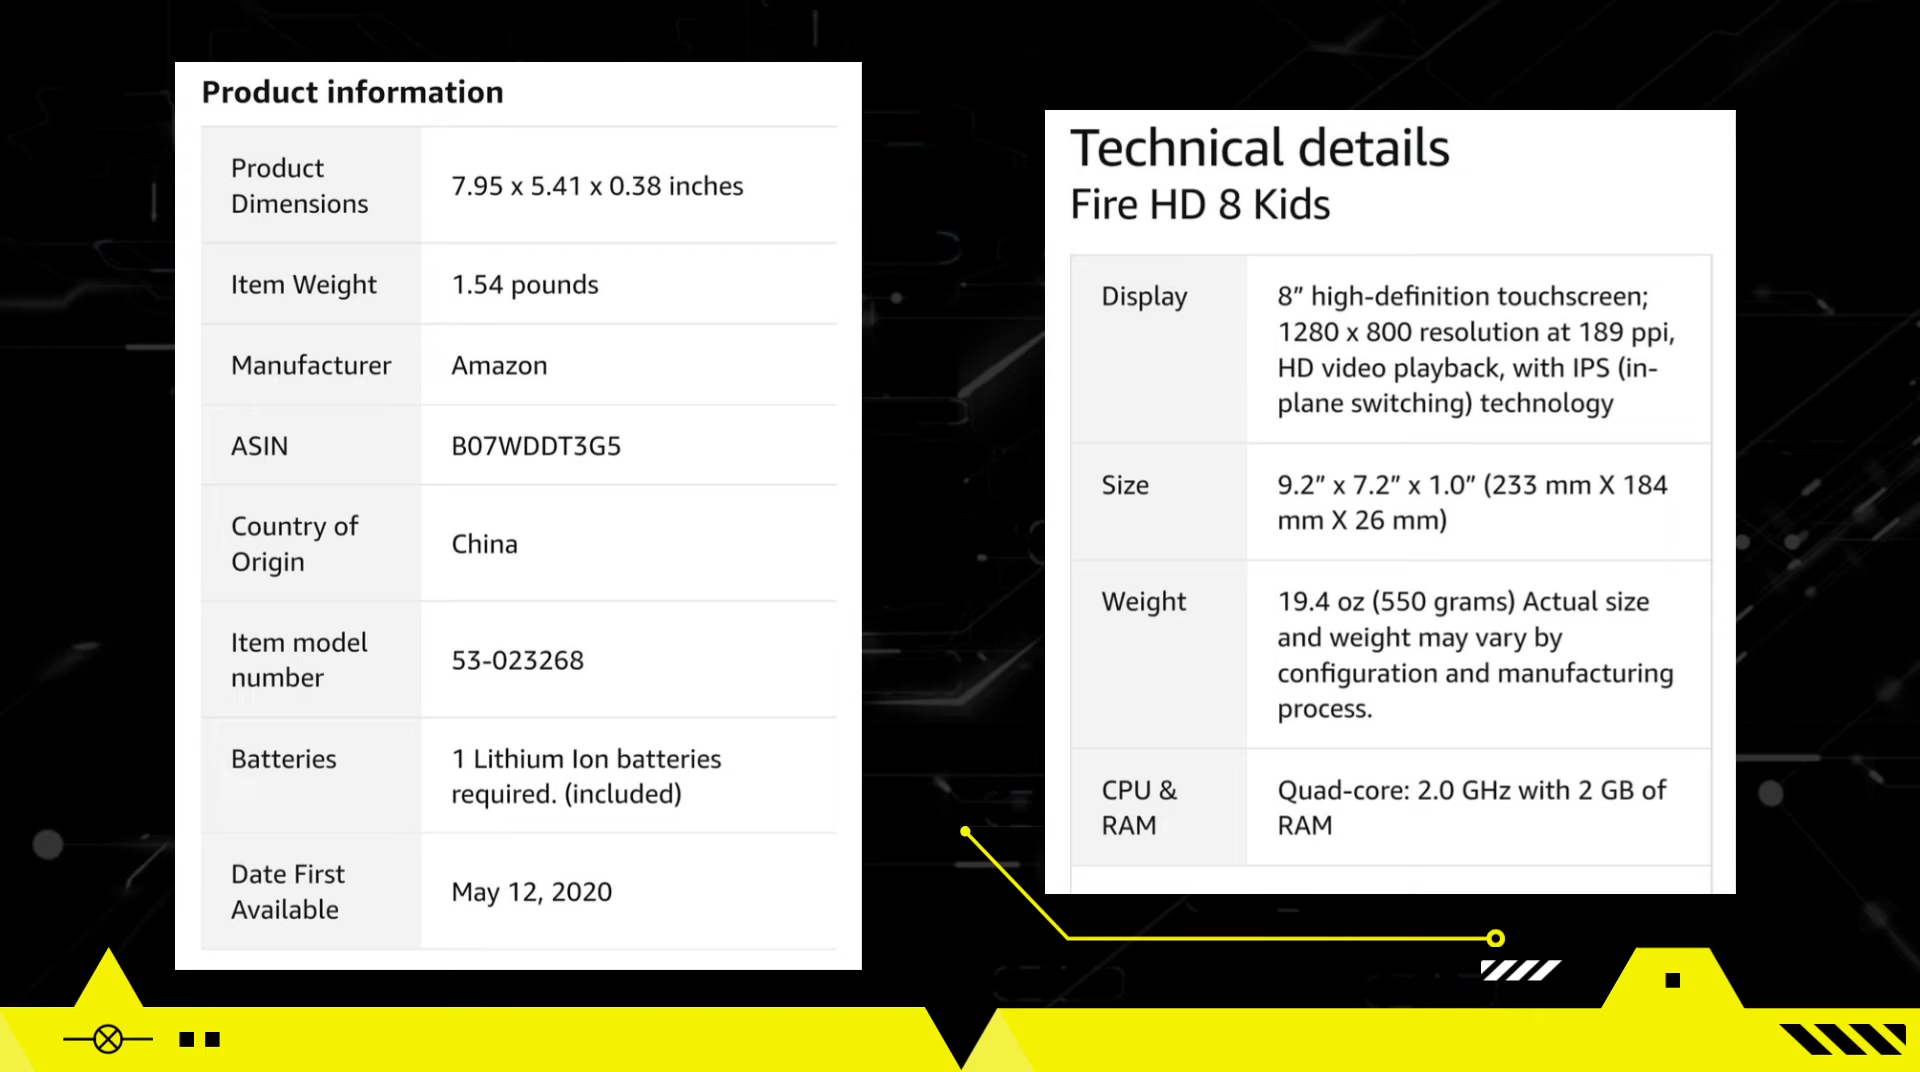 Product information
Product
Dimensions
7.95 x 5.41 x 0.38 inches
Item Weight
1.54 pounds
Manufacturer
Amazon
ASIN
B07WDDT3G5
Country of
Origin
China
Item model
number
53-023268
Batteries
1 Lithium Ion batteries
required. (included)
Date First
Available
May 12, 2020
Technical details
Fire HD 8 Kids
Display
8” high-definition touchscreen;
1280 x 800 resolution at 189 ppi,
HD video playback, with IPS (in-
plane switching) technology
Size
9.2” x 7.2” x 1.0” (233 mm X 184
mm X 26 mm)
Weight
19.4 oz (550 grams) Actual size
and weight may vary by
configuration and manufacturing
process.
CPU &
RAM
Quad-core: 2.0 GHz with 2 GB of
RAM